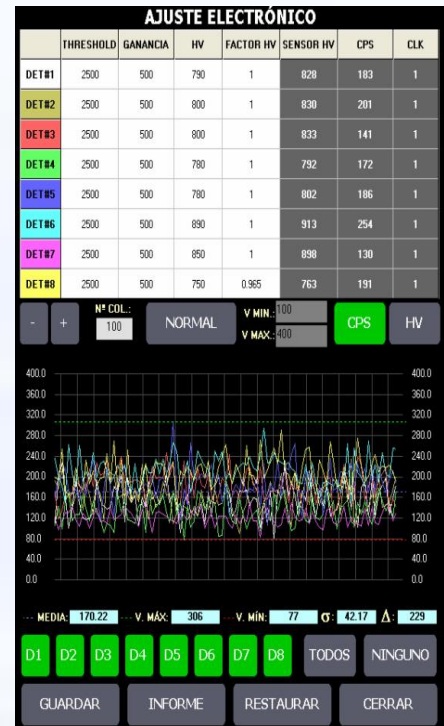 AJUSTE ELECTRÓNICO
THRESHOLD GANANCIA HV FACTOR HV SENSOR HV CPS CLK
DET#1 2500 500 790 1 828 183 1
DET#2 2500 500 800 1 830 201 1
DET#3 2500 500 800 1 833 141 1
DET#4 2500 500 780 1 792 172 1
DET#5 2500 500 780 1 802 186 1
DET#6 2500 500 890 1 913 254 1
DET#7 2500 500 850 1 898 130 1
DET#8 2500 500 750 0.965 763 191 1
- + Nº COL.: 100 NORMAL V MIN.: 100 CPS HV
V MAX.: 400
400.0 400.0
360.0 360.0
320.0 320.0
280.0 280.0
240.0 240.0
200.0 200.0
160.0 160.0
120.0 120.0
80.0 80.0
40.0 40.0
0.0 0.0
MEDIA: 170.22 V. MÁX: 306 V. MÍN: 77 σ: 42.17 Δ: 229
D1 D2 D3 D4 D5 D6 D7 D8 TODOS NINGUNO
GUARDAR INFORME RESTAURAR CERRAR